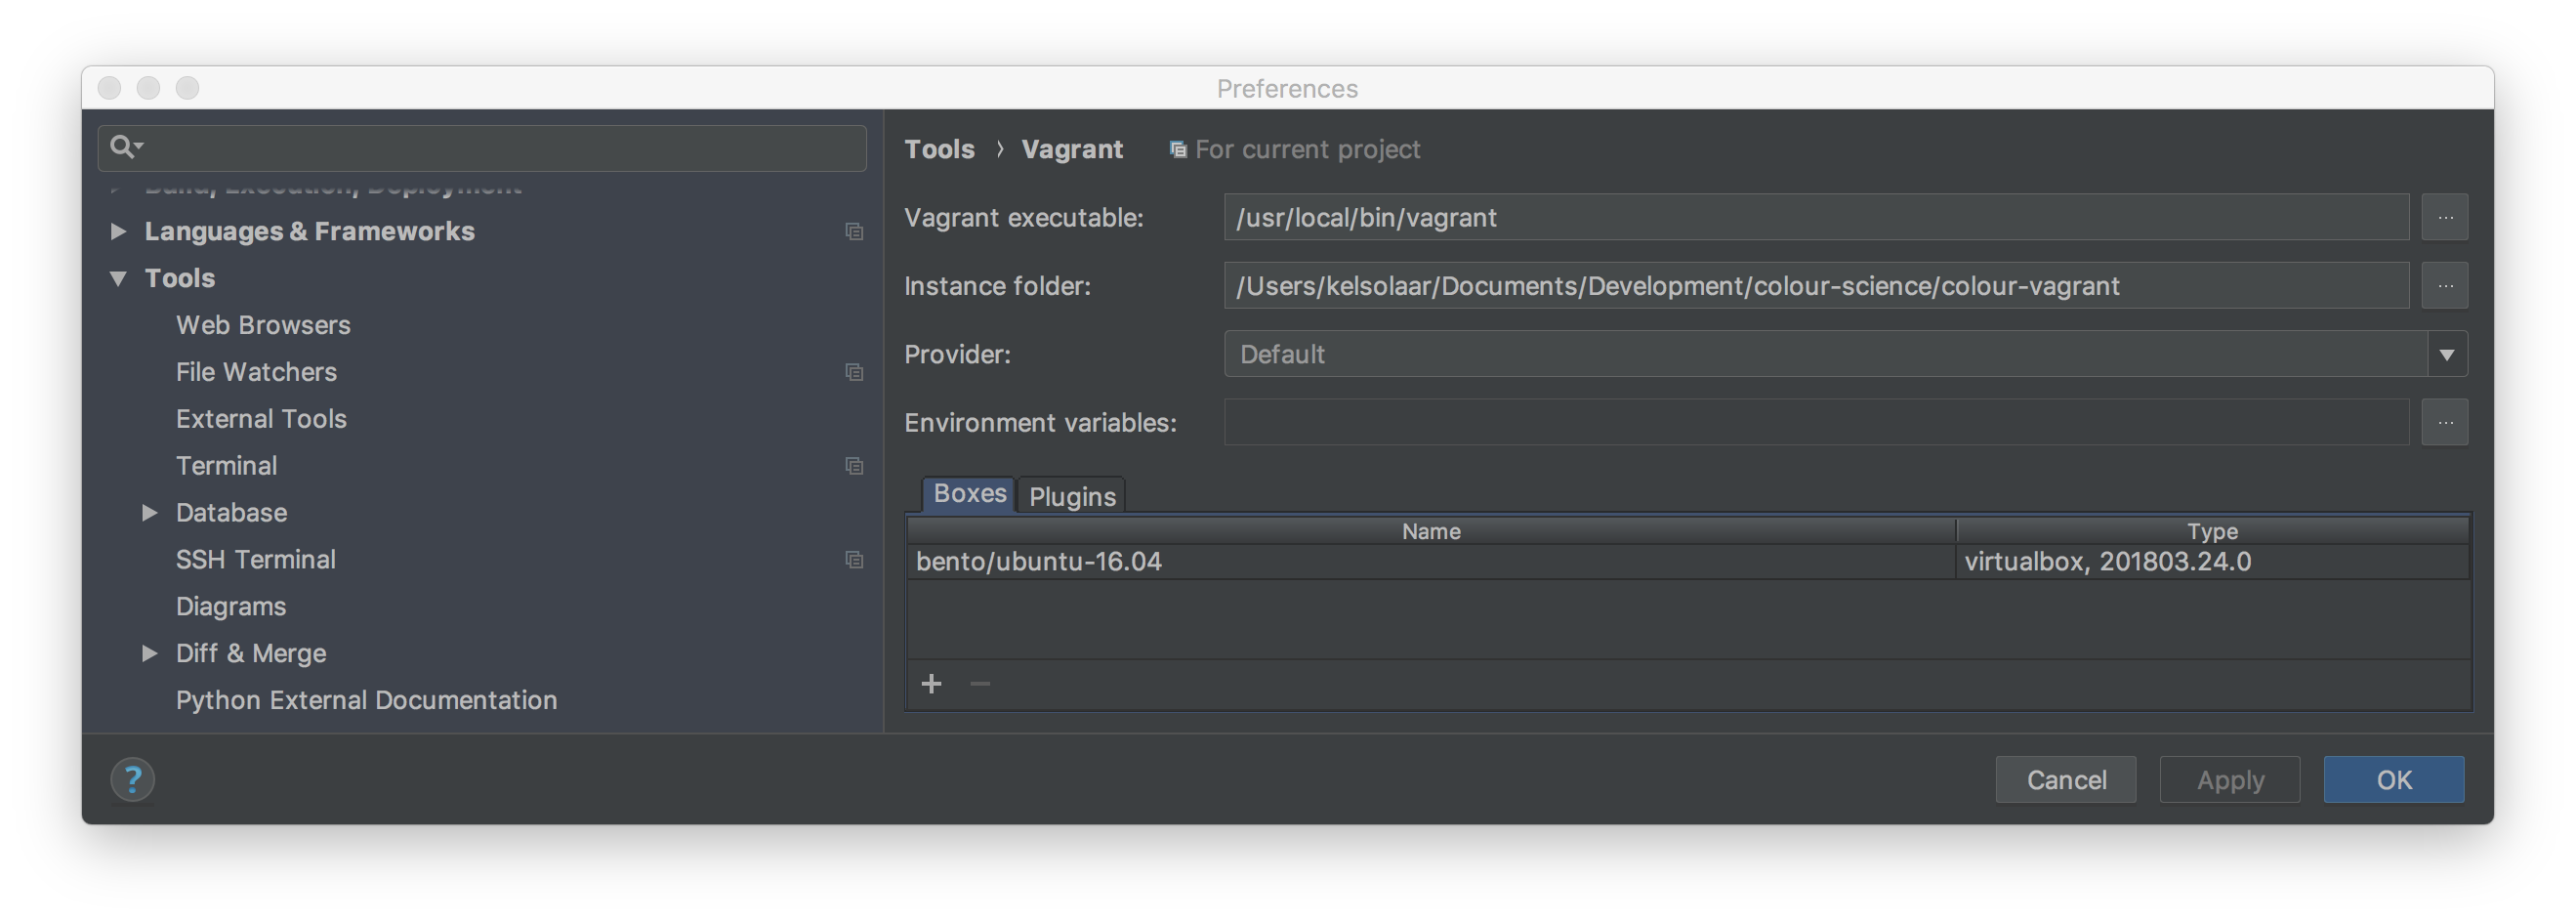 Preferences
Build, Execution, Deployment
Languages & Frameworks
Tools
Web Browsers
File Watchers
External Tools
Terminal
Database
SSH Terminal
Diagrams
Diff & Merge
Python External Documentation
Tools › Vagrant For current project
Vagrant executable: /usr/local/bin/vagrant ...
Instance folder: /Users/kelsolaar/Documents/Development/colour-science/colour-vagrant ...
Provider: Default
Environment variables: ...
Boxes Plugins
Name Type
bento/ubuntu-16.04 virtualbox, 201803.24.0
+ −
? Cancel Apply OK